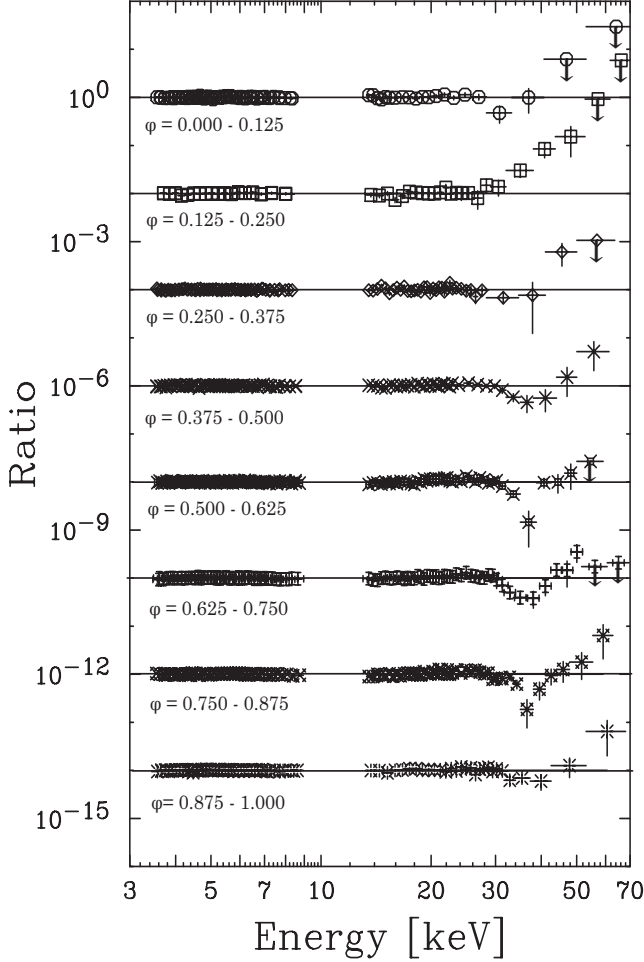 10⁰
φ = 0.000 - 0.125
φ = 0.125 - 0.250
10⁻³
φ = 0.250 - 0.375
10⁻⁶
φ = 0.375 - 0.500
Ratio
φ = 0.500 - 0.625
10⁻⁹
φ = 0.625 - 0.750
10⁻¹²
φ = 0.750 - 0.875
φ= 0.875 - 1.000
10⁻¹⁵
3 5 7 10 20 30 50 70
Energy [keV]